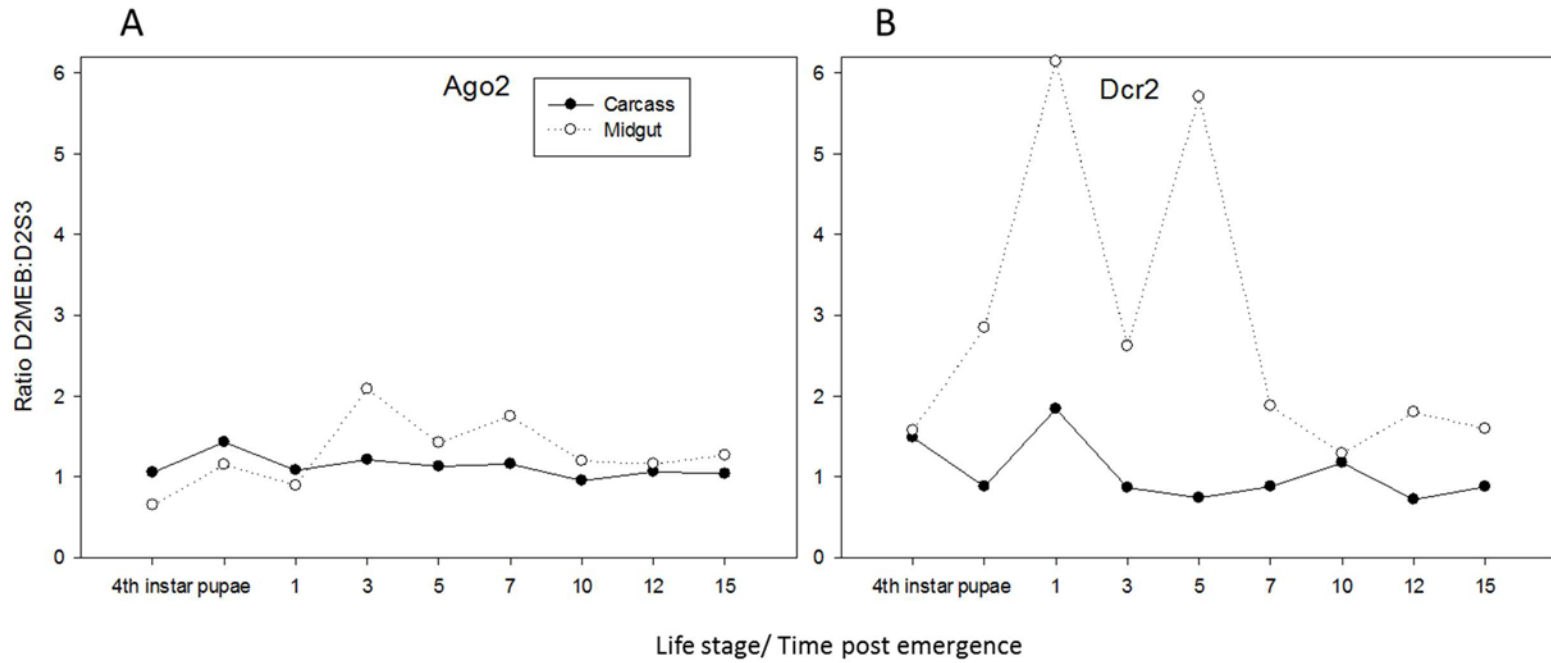 A
B
Ago2
Carcass
Midgut
Dcr2
Ratio D2MEB:D2S3
6
5
4
3
2
1
0
6
5
4
3
2
1
0
4th instar pupae 1 3 5 7 10 12 15
4th instar pupae 1 3 5 7 10 12 15
Life stage/ Time post emergence